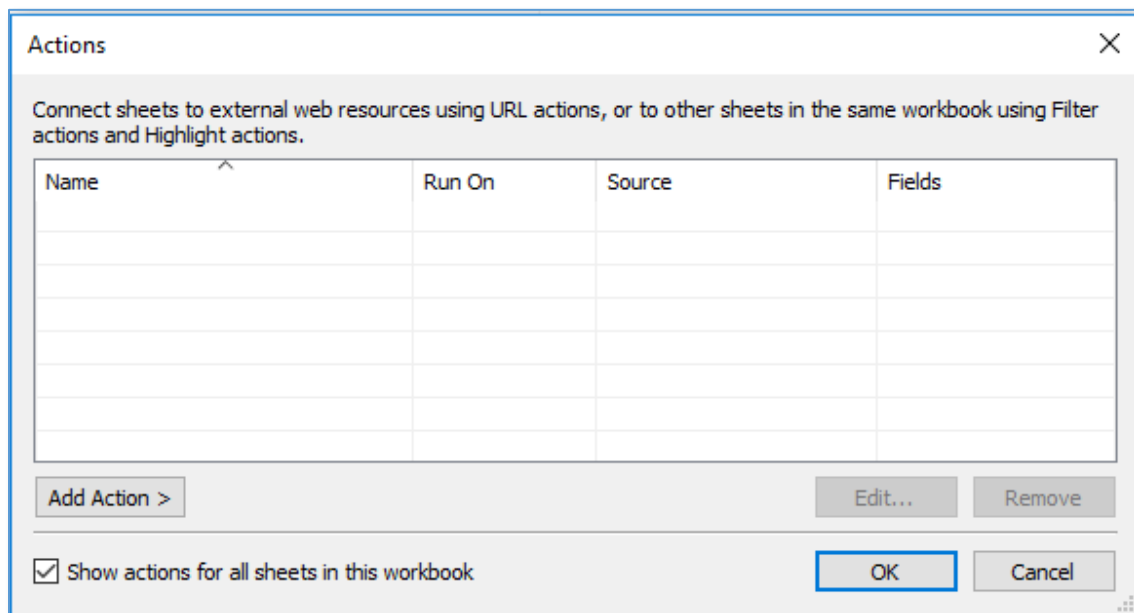 Actions
Connect sheets to external web resources using URL actions, or to other sheets in the same workbook using Filter
actions and Highlight actions.
Name Run On Source Fields
Add Action > Edit... Remove
Show actions for all sheets in this workbook OK Cancel